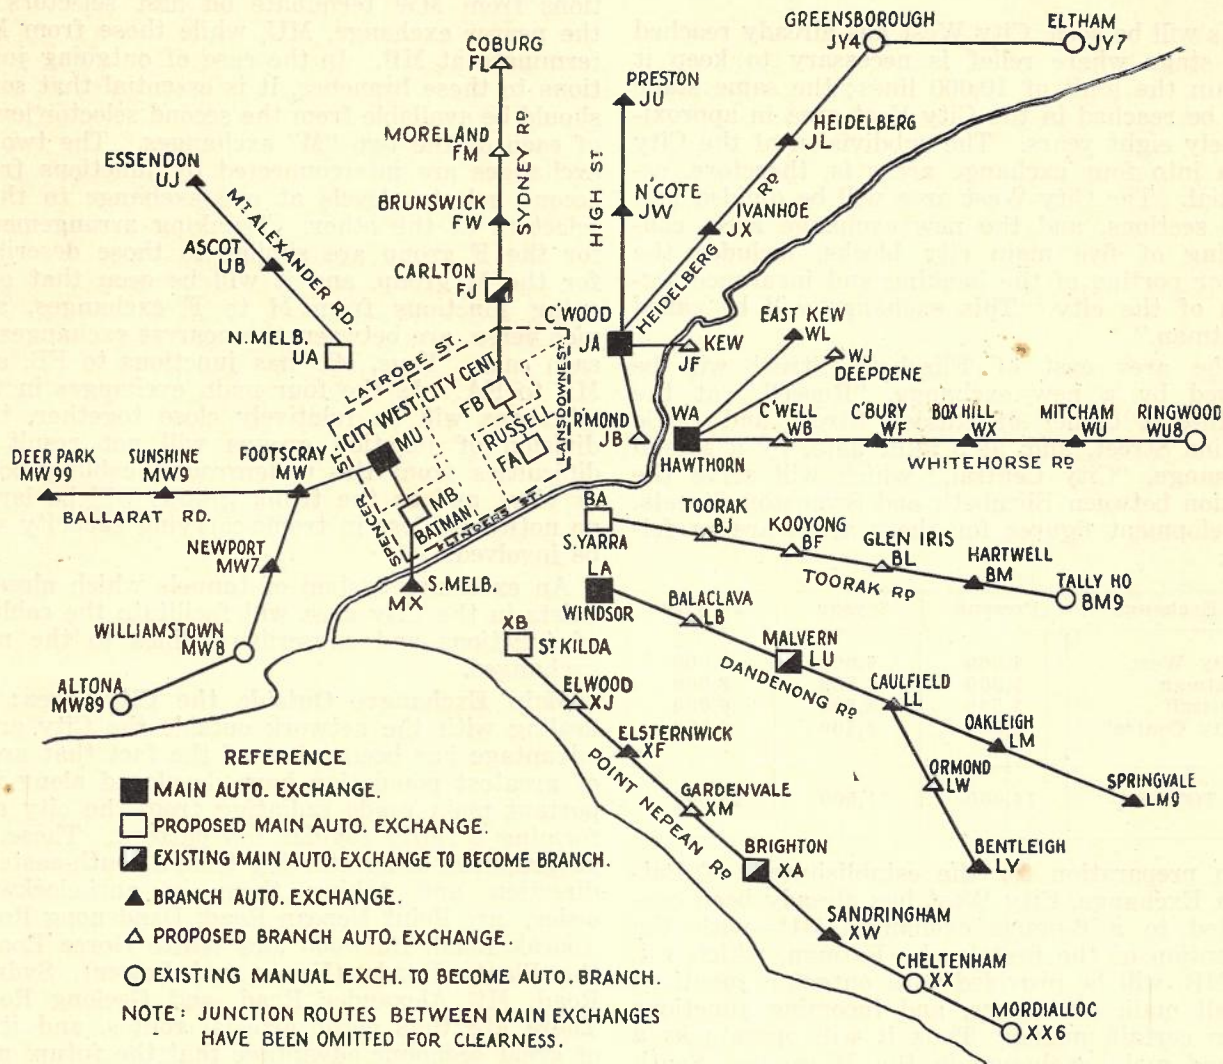 GREENSBOROUGH
JY4
ELTHAM
JY7
COBURG
FL
PRESTON
JU
HEIDELBERG
JL
MORELAND
FM
ESSENDON
UJ
SYDNEY RD
HIGH ST
N'COTE
JW
IVANHOE
JX
HEIDELBERG RD
BRUNSWICK
FW
MT ALEXANDER RD.
ASCOT
UB
CARLTON
FJ
C'WOOD
JA
EAST KEW
WL
KEW
JF
WJ
DEEPDENE
N. MELB.
UA
LATROBE ST.
CITY WEST
CITY CENT.
MU
FB
RUSSELL
FA
LANSDOWNE ST.
R'MOND
JB
WA
HAWTHORN
C'WELL
WB
C'BURY
WF
BOX HILL
WX
MITCHAM
WU
RINGWOOD
WU8
WHITEHORSE RD
DEER PARK
MW99
SUNSHINE
MW9
FOOTSCRAY
MW
BALLARAT RD.
SPENCER ST.
MB
BATMAN
FLINDERS ST.
BA
S.YARRA
TOORAK
BJ
KOOYONG
BF
GLEN IRIS
BL
HARTWELL
BM
TALLY HO
BM9
TOORAK RD
NEWPORT
MW7
S.MELB.
MX
LA
WINDSOR
BALACLAVA
LB
MALVERN
LU
DANDENONG RD
CAULFIELD
LL
OAKLEIGH
LM
SPRINGVALE
LM9
ORMOND
LW
BENTLEIGH
LY
WILLIAMSTOWN
MW8
ALTONA
MW89
XB
ST KILDA
ELWOOD
XJ
ELSTERNWICK
XF
GARDENVALE
XM
POINT NEPEAN RD
BRIGHTON
XA
SANDRINGHAM
XW
CHELTENHAM
XX
MORDIALLOC
XX6
REFERENCE
MAIN AUTO. EXCHANGE.
PROPOSED MAIN AUTO. EXCHANGE.
EXISTING MAIN AUTO. EXCHANGE TO BECOME BRANCH.
BRANCH AUTO. EXCHANGE.
PROPOSED BRANCH AUTO. EXCHANGE.
EXISTING MANUAL EXCH. TO BECOME AUTO. BRANCH.
NOTE: JUNCTION ROUTES BETWEEN MAIN EXCHANGES
HAVE BEEN OMITTED FOR CLEARNESS.